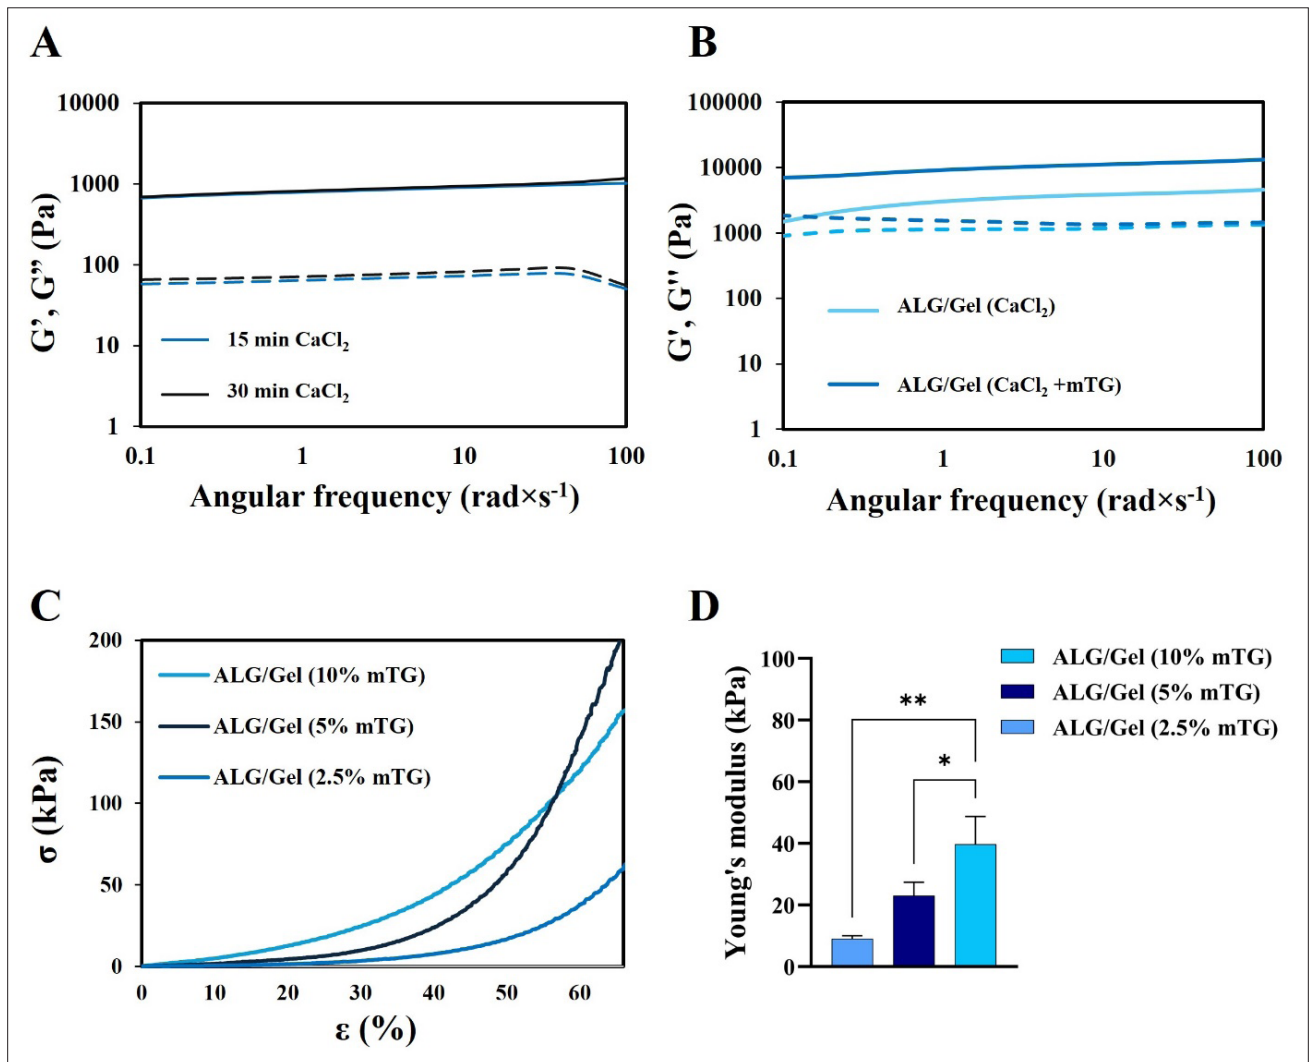 A
10000
1000
100
10
1
G’, G” (Pa)
15 min CaCl₂
30 min CaCl₂
0.1 1 10 100
Angular frequency (rad×s⁻¹)
B
100000
10000
1000
100
10
1
G', G'' (Pa)
ALG/Gel (CaCl₂)
ALG/Gel (CaCl₂ +mTG)
0.1 1 10 100
Angular frequency (rad×s⁻¹)
C
200
150
100
50
0
σ (kPa)
ALG/Gel (10% mTG)
ALG/Gel (5% mTG)
ALG/Gel (2.5% mTG)
0 10 20 30 40 50 60
ε (%)
D
100
80
60
40
20
0
Young's modulus (kPa)
**
*
ALG/Gel (10% mTG)
ALG/Gel (5% mTG)
ALG/Gel (2.5% mTG)